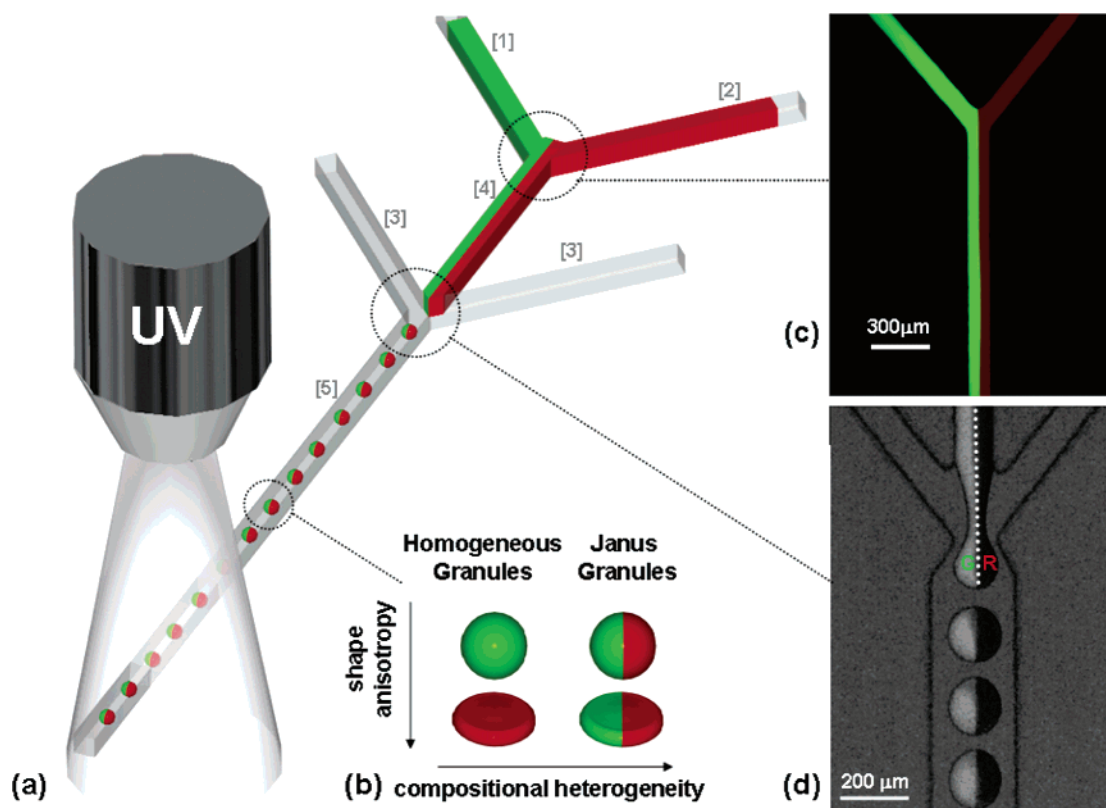 [1]
[2]
[3]
[4]
[3]
[5]
UV
(a)
Homogeneous
Granules
Janus
Granules
shape
anisotropy
(b)
compositional heterogeneity
(c)
300μm
G
R
(d)
200 μm